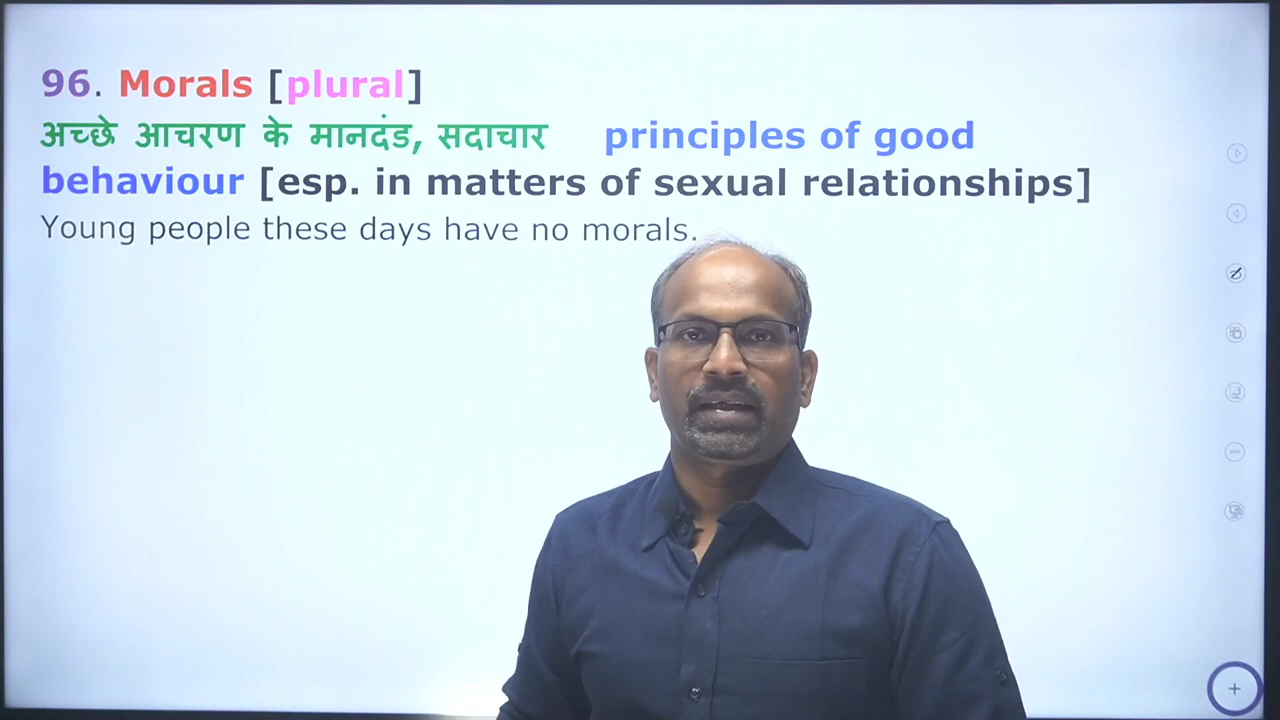 96. Morals [plural]
अच्छे आचरण के मानदंड, सदाचार principles of good
behaviour [esp. in matters of sexual relationships]
Young people these days have no morals.